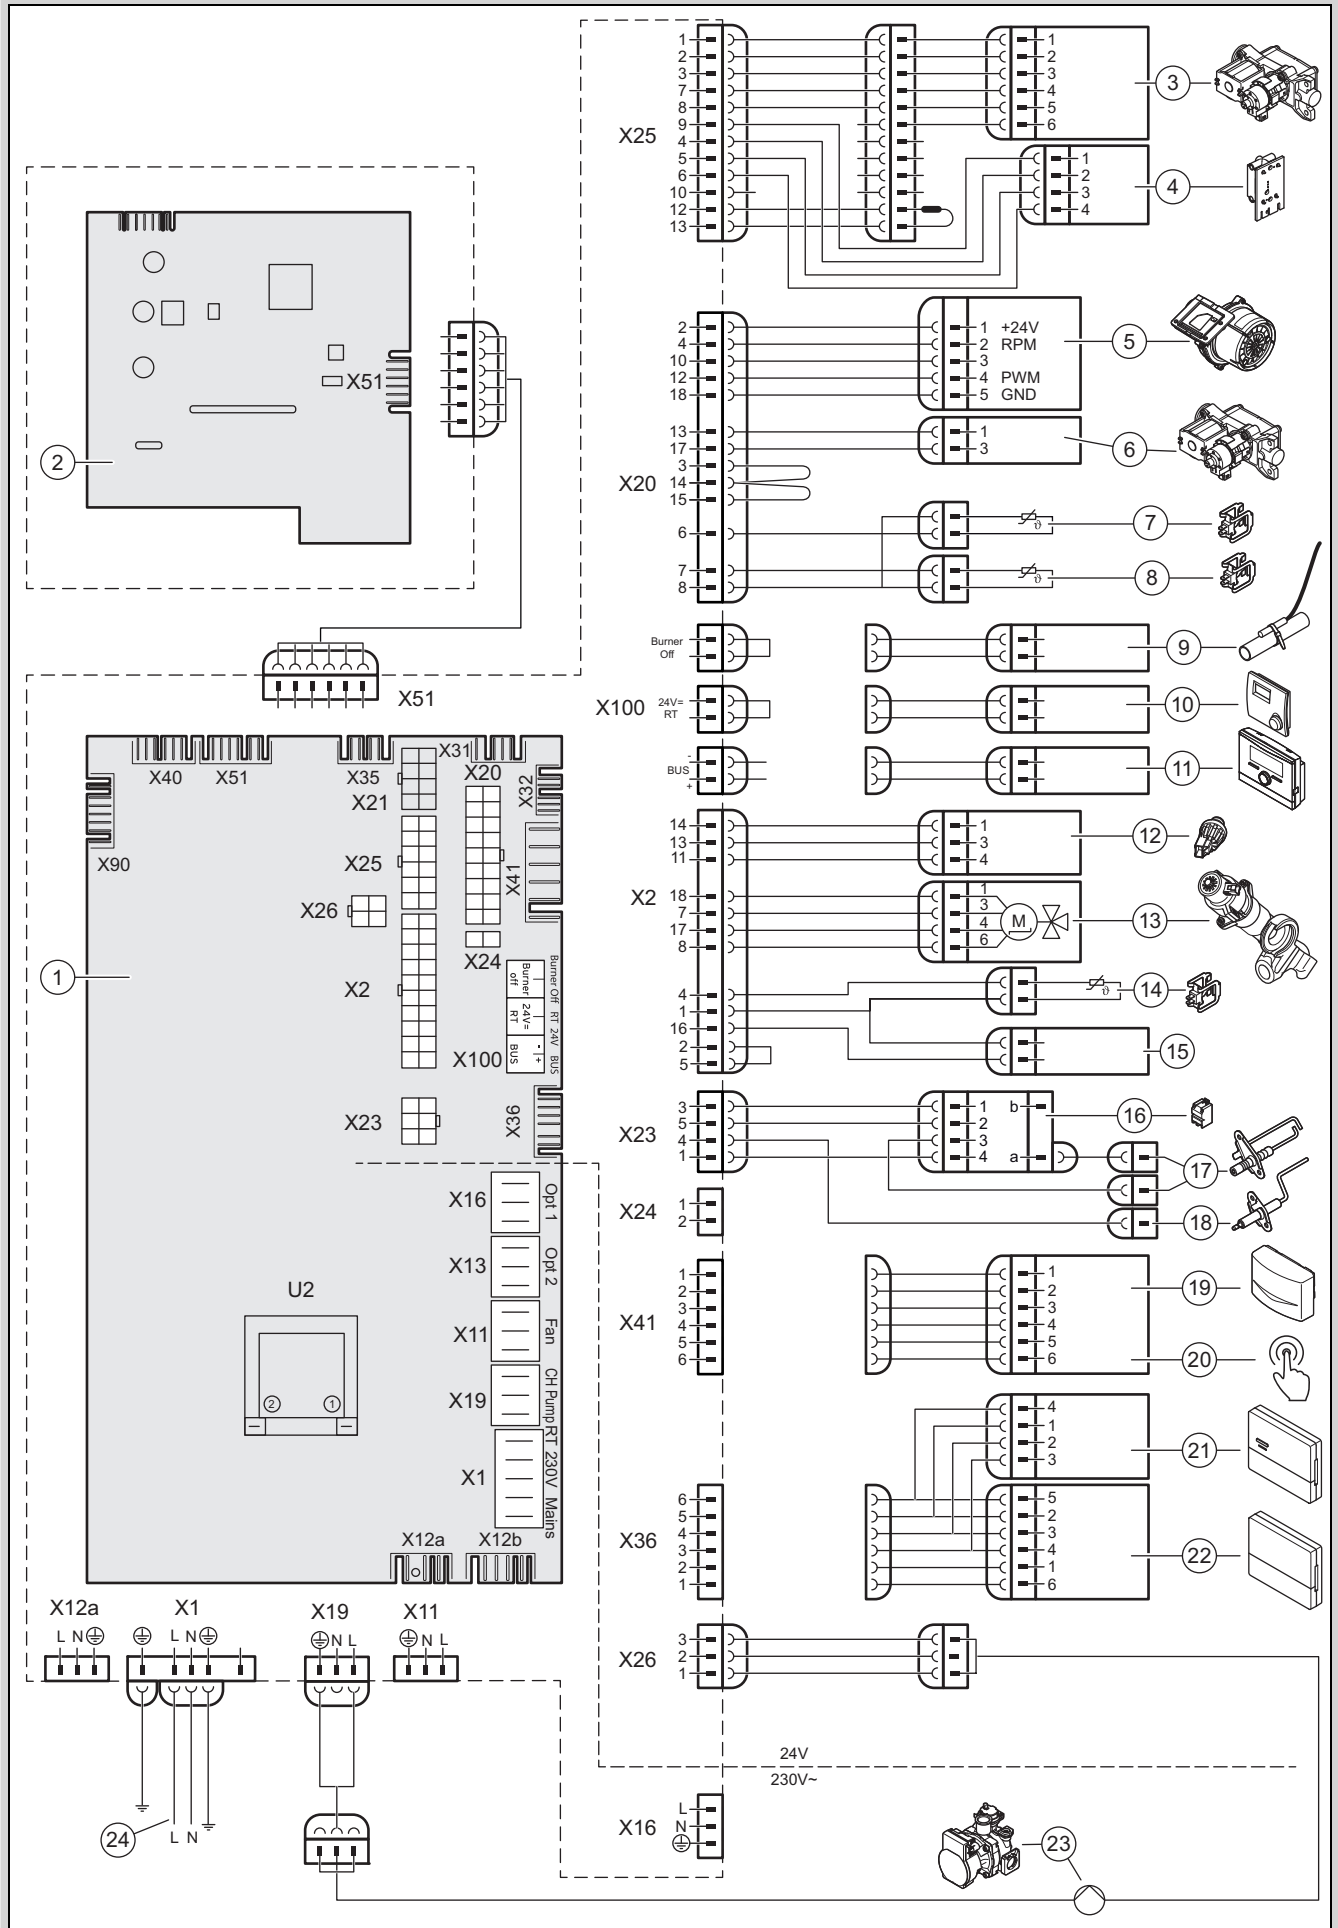 X25
1
2
3
7
8
9
4
5
6
10
12
13
1
2
3
4
5
6
3
1
2
3
4
4
X51
2
X20
2
4
10
12
18
13
17
3
14
15
6
7
8
1 +24V
2 RPM
3
4 PWM
5 GND
5
1
3
6
7
8
Burner
Off
9
X100
24V=
RT
10
-
BUS
+
11
X51
X40
X51
X35
X31
X21
X20
X32
X90
X25
X41
X26
X24
X2
Burner
off
24V=
RT
BUS
-
+
Burner Off
RT 24V
BUS
X100
X23
X36
1
X16
Opt 1
X13
Opt 2
X11
Fan
X19
CH Pump
X1
RT 230V
Mains
U2
2
1
X12a
X12b
X2
14
13
11
18
7
17
8
4
1
16
2
5
1
3
4
12
1
3
4
6
M
13
14
15
X23
3
5
4
1
1
2
3
4
b
a
16
17
18
X24
1
2
X41
1
2
3
4
5
6
1
2
3
4
5
6
19
20
4
1
2
3
21
X36
6
5
4
3
2
1
5
2
3
4
1
6
22
X26
3
2
1
X12a
L N
X1
L N
X19
N L
X11
N L
24
L N
24V
230V~
X16
L
N
23